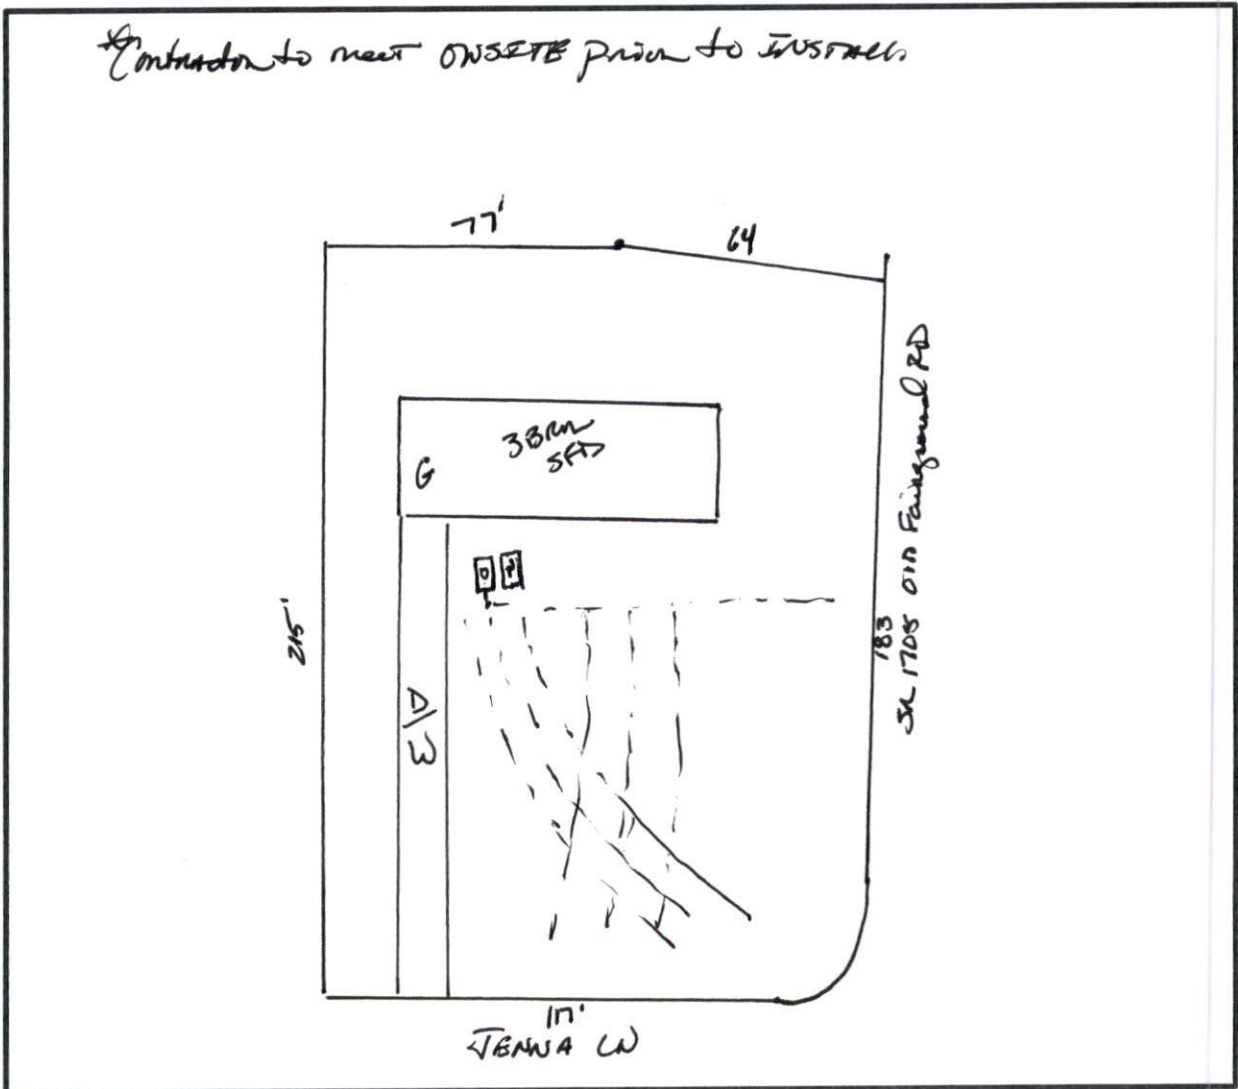 *Contractor to meet ONSITE prior to INSTALL.
77'
64
3BRM
SFD
G
215'
D/W
183
SR 1705 Old Fairground RD
117'
JENNA LN